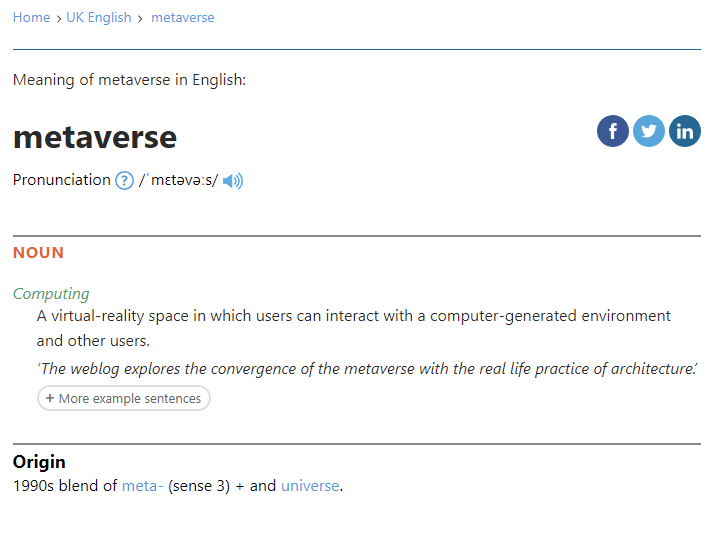 Home › UK English › metaverse
Meaning of metaverse in English:
metaverse
f in
Pronunciation ? /ˈmɛtəvəːs/
NOUN
Computing
A virtual-reality space in which users can interact with a computer-generated environment
and other users.
‘The weblog explores the convergence of the metaverse with the real life practice of architecture.’
+ More example sentences
Origin
1990s blend of meta- (sense 3) + and universe.